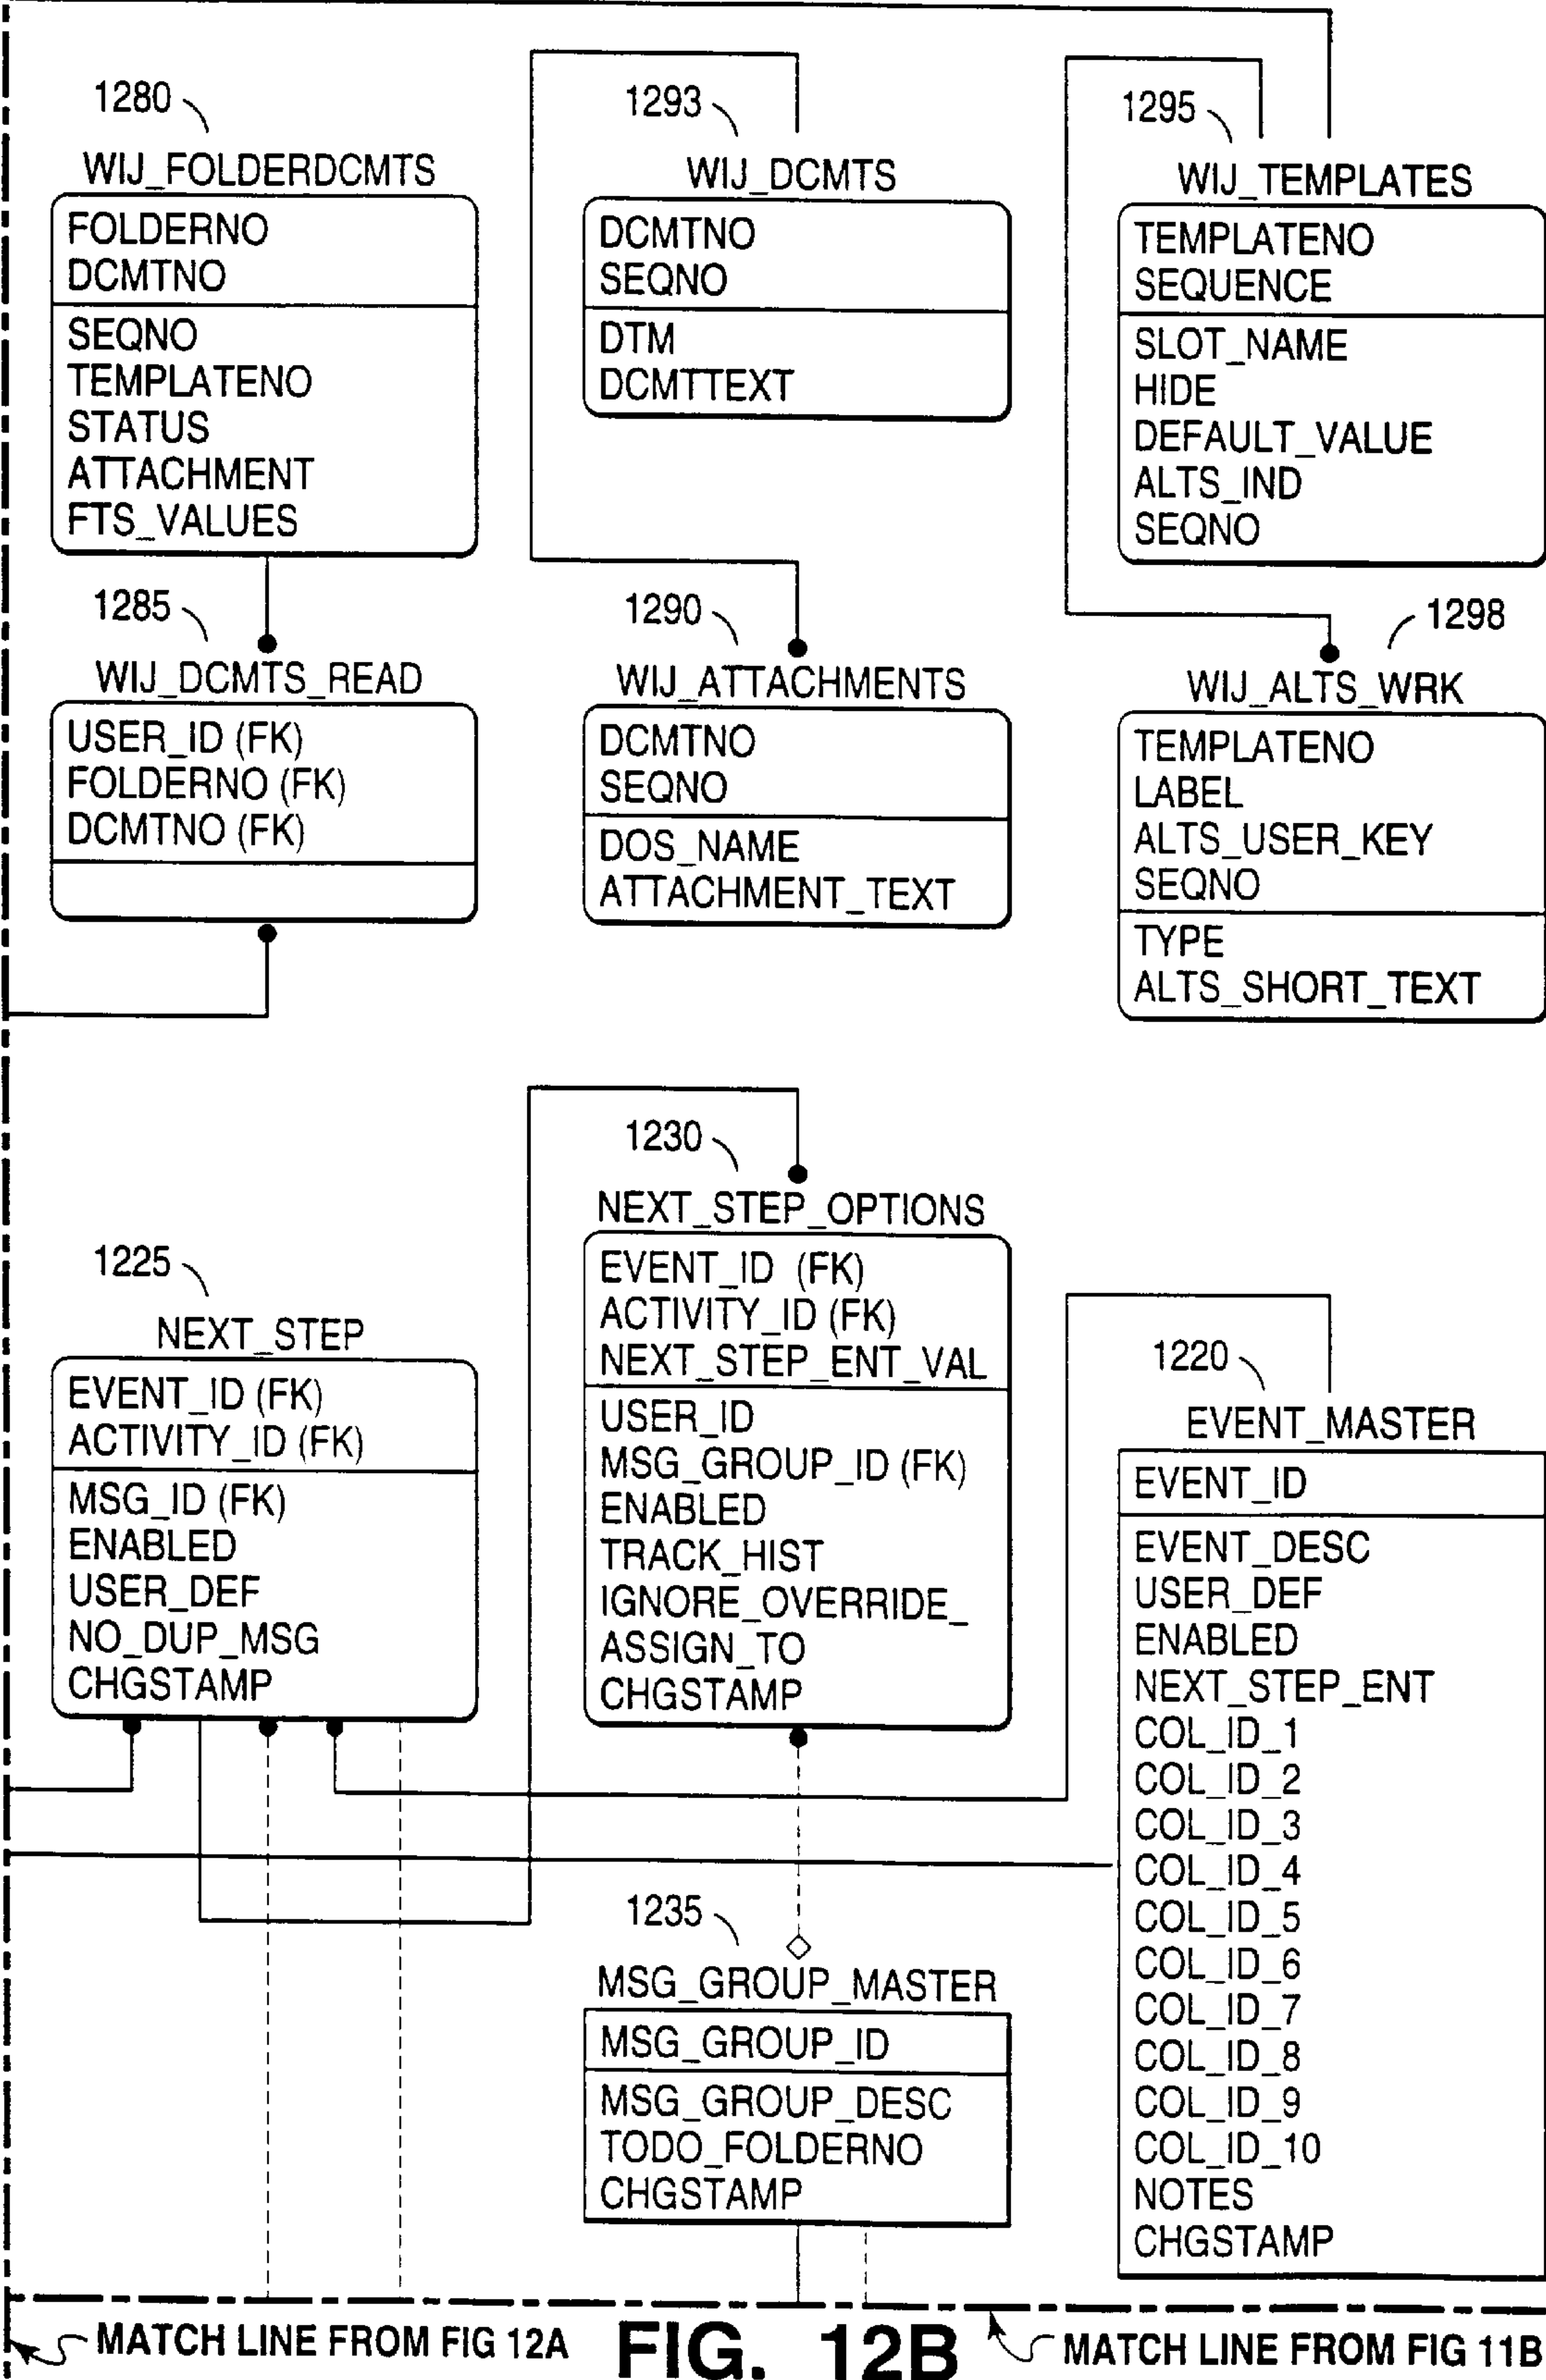 1280
WIJ_FOLDERDCMTS
FOLDERNO
DCMTNO
SEQNO
TEMPLATENO
STATUS
ATTACHMENT
FTS_VALUES
1293
WIJ_DCMTS
DCMTNO
SEQNO
DTM
DCMTTEXT
1295
WIJ_TEMPLATES
TEMPLATENO
SEQUENCE
SLOT_NAME
HIDE
DEFAULT_VALUE
ALTS_IND
SEQNO
1285
WIJ_DCMTS_READ
USER_ID (FK)
FOLDERNO (FK)
DCMTNO (FK)
1290
WIJ_ATTACHMENTS
DCMTNO
SEQNO
DOS_NAME
ATTACHMENT_TEXT
1298
WIJ_ALTS_WRK
TEMPLATENO
LABEL
ALTS_USER_KEY
SEQNO
TYPE
ALTS_SHORT_TEXT
1225
NEXT_STEP
EVENT_ID (FK)
ACTIVITY_ID (FK)
MSG_ID (FK)
ENABLED
USER_DEF
NO_DUP_MSG
CHGSTAMP
1230
NEXT_STEP_OPTIONS
EVENT_ID (FK)
ACTIVITY_ID (FK)
NEXT_STEP_ENT_VAL
USER_ID
MSG_GROUP_ID (FK)
ENABLED
TRACK_HIST
IGNORE_OVERRIDE_
ASSIGN_TO
CHGSTAMP
1220
EVENT_MASTER
EVENT_ID
EVENT_DESC
USER_DEF
ENABLED
NEXT_STEP_ENT
COL_ID_1
COL_ID_2
COL_ID_3
COL_ID_4
COL_ID_5
COL_ID_6
COL_ID_7
COL_ID_8
COL_ID_9
COL_ID_10
NOTES
CHGSTAMP
1235
MSG_GROUP_MASTER
MSG_GROUP_ID
MSG_GROUP_DESC
TODO_FOLDERNO
CHGSTAMP
MATCH LINE FROM FIG 12A
FIG. 12B
MATCH LINE FROM FIG 11B